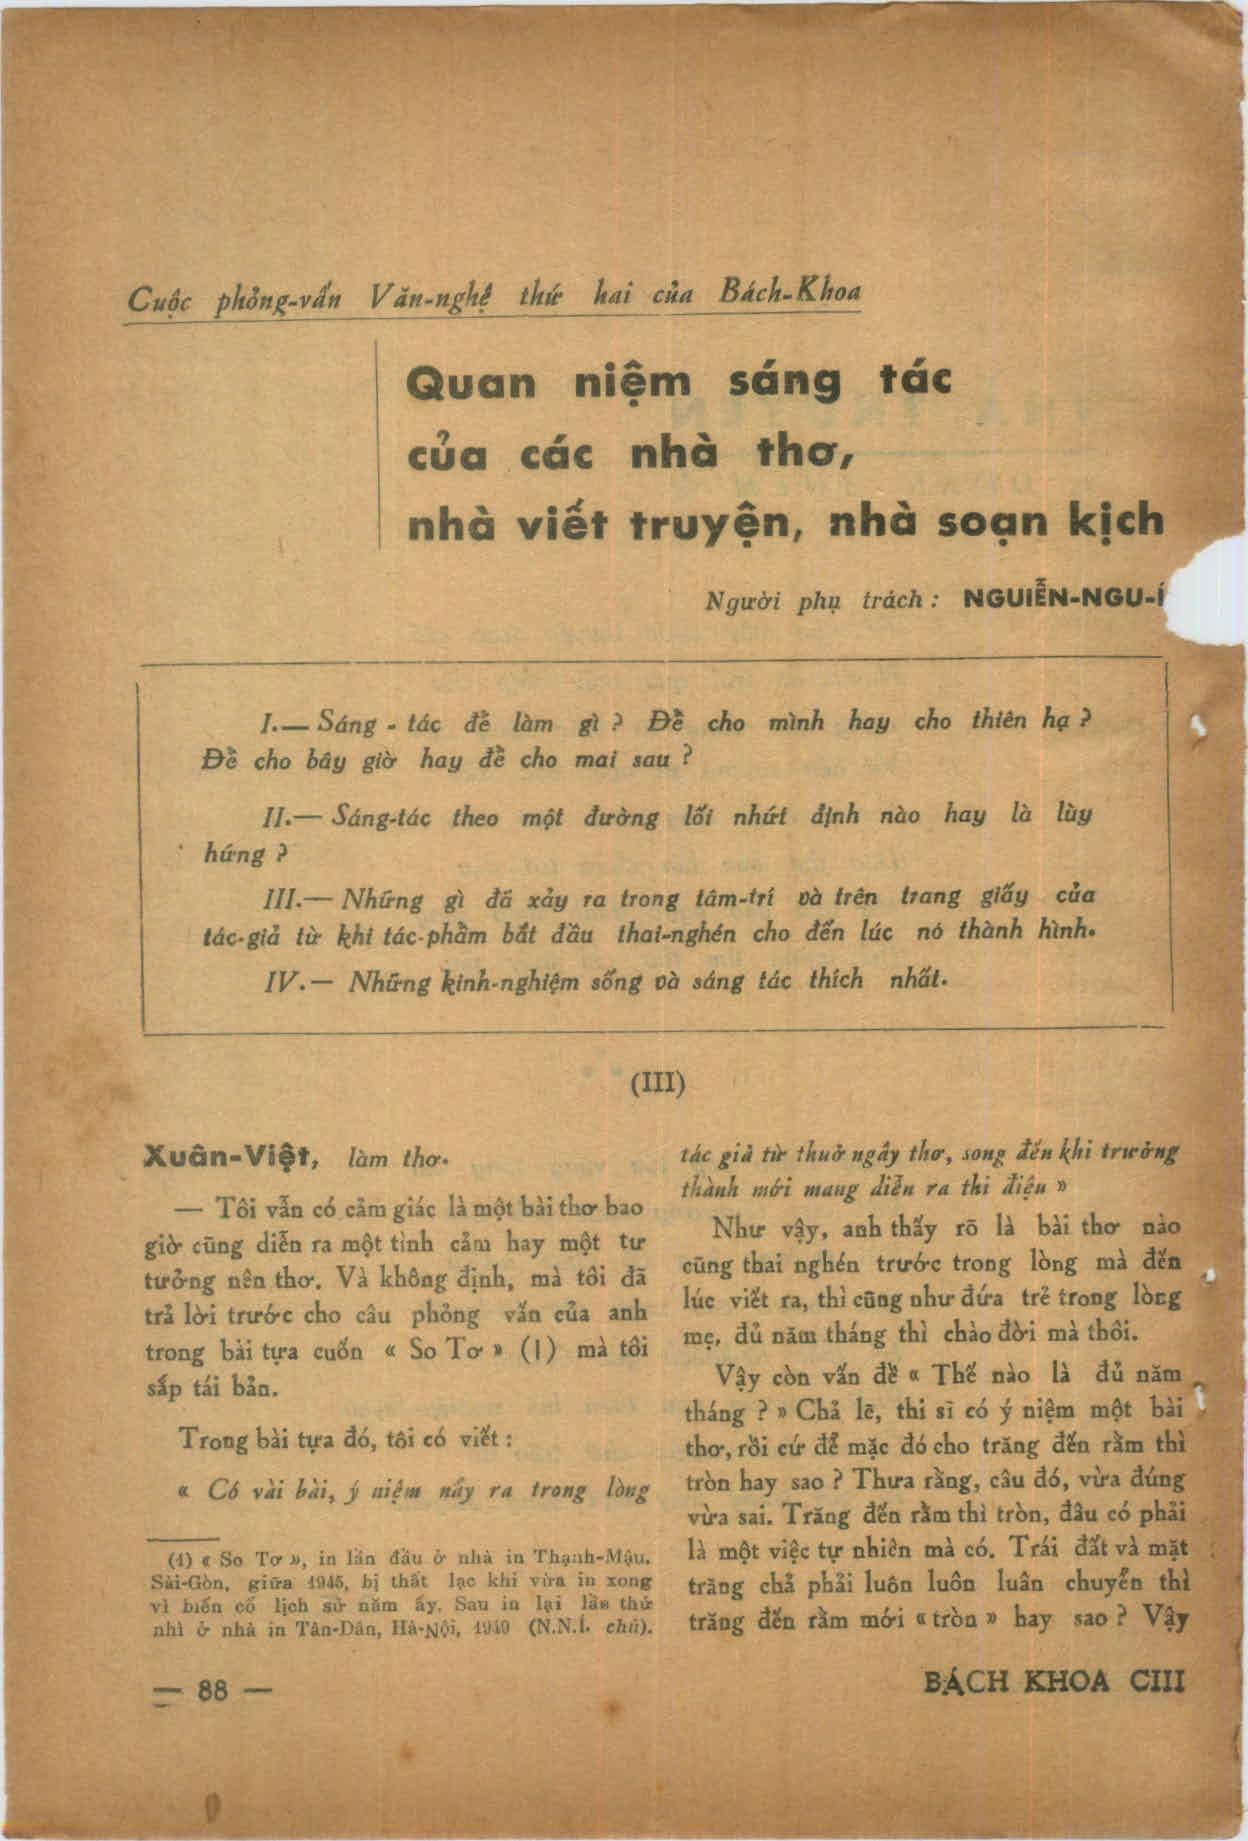 Cuộc phỏng-vấn Văn-nghệ thứ hai của Bách-Khoa
Quan niệm sáng tác
của các nhà thơ,
nhà viết truyện, nhà soạn kịch
Người phụ trách : NGUIỄN-NGU-Í
I.— Sáng - tác để làm gì ? Để cho mình hay cho thiên hạ ?
Để cho bây giờ hay để cho mai sau ?
II.— Sáng-tác theo một đường lối nhứt định nào hay là tùy
hứng ?
III.— Những gì đã xảy ra trong tâm-trí và trên trang giấy của
tác-giả từ khi tác-phẩm bắt đầu thai-nghén cho đến lúc nó thành hình.
IV.— Những kinh-nghiệm sống và sáng tác thích nhất.
(III)
Xuân-Việt, làm thơ.
— Tôi vẫn có cảm giác là một bài thơ bao
giờ cũng diễn ra một tình cảm hay một tư
tưởng nên thơ. Và không định, mà tôi đã
trả lời trước cho câu phỏng vấn của anh
trong bài tựa cuốn « So Tơ » (1) mà tôi
sắp tái bản.
Trong bài tựa đó, tôi có viết :
« Có vài bài, ý niệm nẩy ra trong lòng
(1) « So Tơ », in lần đầu ở nhà in Thạnh-Mậu,
Sài-Gòn, giữa 1945, bị thất lạc khi vừa in xong
vì biến cố lịch sử năm ấy. Sau in lại lần thứ
nhì ở nhà in Tân-Dân, Hà-Nội, 1949 (N.N.Í. chú).
tác giả từ thuở ngây thơ, song đến khi trưởng
thành mới mang diễn ra thi điệu »
Như vậy, anh thấy rõ là bài thơ nào
cũng thai nghén trước trong lòng mà đến
lúc viết ra, thì cũng như đứa trẻ trong lòng
mẹ, đủ năm tháng thì chào đời mà thôi.
Vậy còn vấn đề « Thế nào là đủ năm
tháng ? » Chả lẽ, thi sĩ có ý niệm một bài
thơ, rồi cứ để mặc đó cho trăng đến rằm thì
tròn hay sao ? Thưa rằng, câu đó, vừa đúng
vừa sai. Trăng đến rằm thì tròn, đâu có phải
là một việc tự nhiên mà có. Trái đất và mặt
trăng chả phải luôn luôn luân chuyển thì
trăng đến rằm mới « tròn » hay sao ? Vậy
— 88 —
BÁCH KHOA CIII